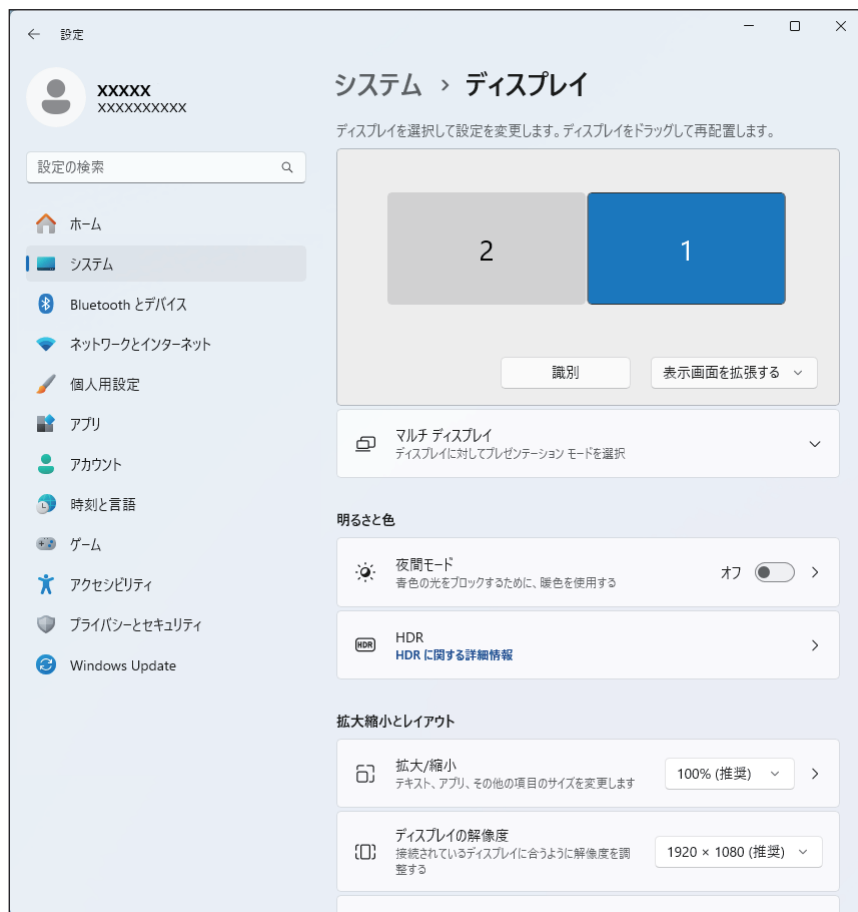 設定
XXXXX
XXXXXXXXXX
設定の検索
ホーム
システム
Bluetooth とデバイス
ネットワークとインターネット
個人用設定
アプリ
アカウント
時刻と言語
ゲーム
アクセシビリティ
プライバシーとセキュリティ
Windows Update
システム › ディスプレイ
ディスプレイを選択して設定を変更します。ディスプレイをドラッグして再配置します。
2
1
識別
表示画面を拡張する
マルチ ディスプレイ
ディスプレイに対してプレゼンテーション モードを選択
明るさと色
夜間モード
青色の光をブロックするために、暖色を使用する
オフ
HDR
HDR
HDR に関する詳細情報
拡大縮小とレイアウト
拡大/縮小
テキスト、アプリ、その他の項目のサイズを変更します
100% (推奨)
ディスプレイの解像度
接続されているディスプレイに合うように解像度を調
整する
1920 × 1080 (推奨)